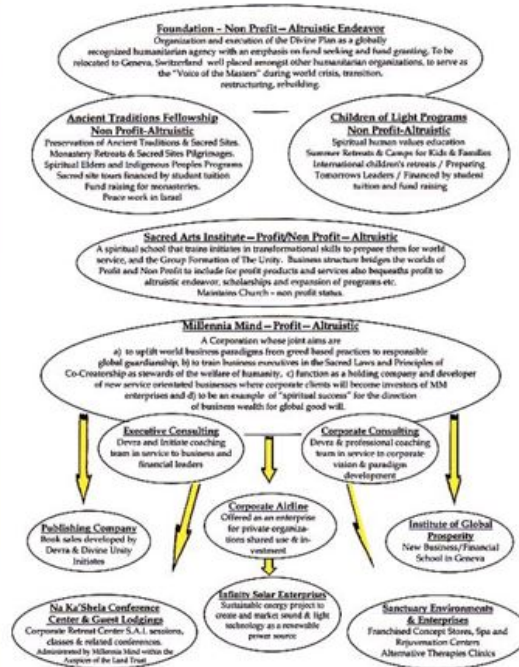 Foundation – Non Profit – Altruistic Endeavor
Organization and execution of the Divine Plan as a globally
recognized humanitarian agency with an emphasis on fund seeking and fund granting. To be
relocated to Geneva, Switzerland well placed amongst other humanitarian organizations, to serve as
the "Voice of the Masters" during world crisis, transition,
restructuring, rebuilding.
Ancient Traditions Fellowship
Non Profit-Altruistic
Preservation of Ancient Traditions & Sacred Sites.
Monastery Retreats & Sacred Sites Pilgrimages.
Spiritual Elders and Indigenous Peoples Programs
Sacred site tours financed by student tuition
Fund raising for monasteries.
Peace work in Israel
Children of Light Programs
Non Profit-Altruistic
Spiritual human values education
Summer Retreats & Camps for Kids & Families
International children's retreats / Preparing
Tomorrows Leaders / Financed by student
tuition and fund raising
Sacred Arts Institute – Profit/Non Profit – Altruistic
A spiritual school that trains initiates in transformational skills to prepare them for world
service, and the Group Formation of The Unity. Business structure bridges the worlds of
Profit and Non Profit to include for profit products and services also bequeaths profit to
altruistic endeavor, scholarships and expansion of programs etc.
Maintains Church – non profit status.
Millennia Mind – Profit – Altruistic
A Corporation whose joint aims are
a) to uplift world business paradigms from greed based practices to responsible
global guardianship, b) to train business executives in the Sacred Laws and Principles of
Co-Creatorship as stewards of the welfare of humanity, c) function as a holding company and developer
of new service orientated businesses where corporate clients will become investors of MM
enterprises and d) to be an example of "spiritual success" for the direction
of business wealth for global good will.
Executive Consulting
Devra and Initiate coaching
team in service to business and
financial leaders
Corporate Consulting
Devra & professional coaching
team in service to corporate
vision & paradigm
development
Publishing Company
Book sales developed by
Devra & Divine Unity
Initiates
Corporate Airline
Offered as an enterprise
for private organiza-
tions shared use & in-
vestment
Institute of Global
Prosperity
New Business/Financial
School in Geneva
Na Ka'Shela Conference
Center & Guest Lodgings
Corporate Retreat Center S.A.I. sessions,
classes & related conferences.
Administered by Millennia Mind within the
Auspices of the Land Trust
Infinity Solar Enterprises
Sustainable energy project to
create and market sound & light
technology as a renewable
power source
Sanctuary Environments
& Enterprises
Franchised Concept Stores, Spa and
Rejuvenation Centers
Alternative Therapies Clinics